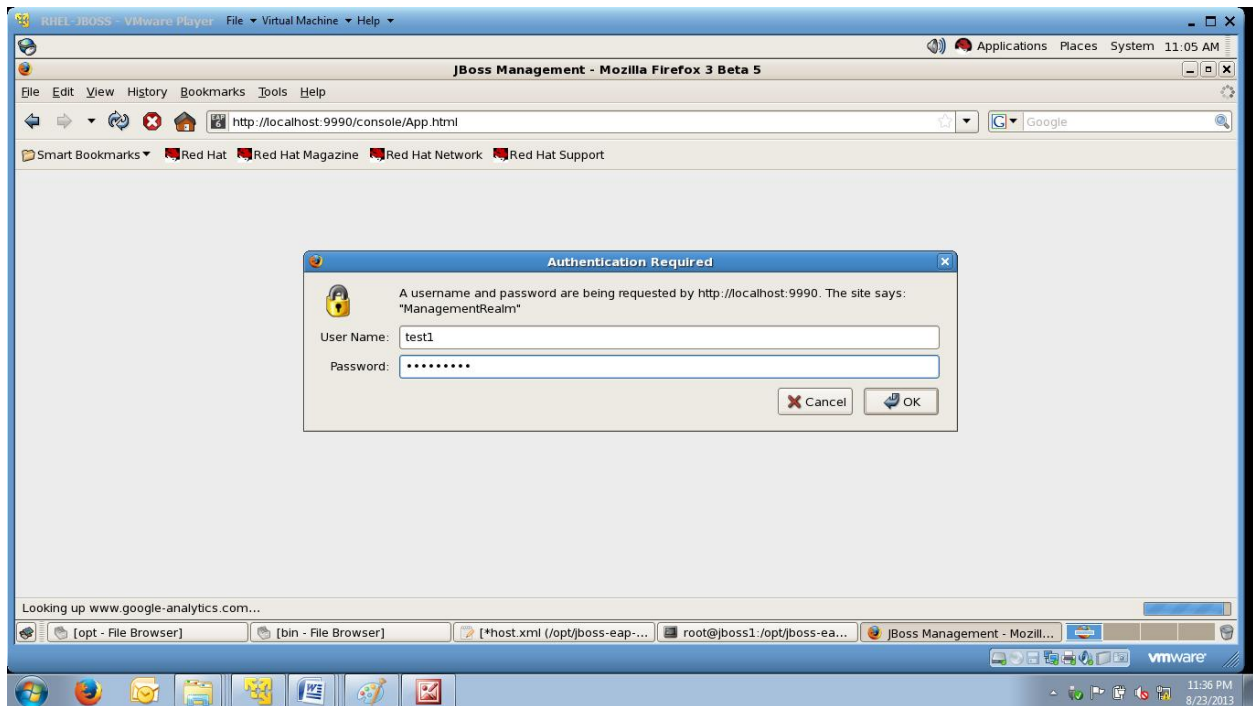 RHEL-JBOSS - VMware Player File Virtual Machine Help
Applications Places System 11:05 AM
JBoss Management - Mozilla Firefox 3 Beta 5
File Edit View History Bookmarks Tools Help
http://localhost:9990/console/App.html
G Google
Smart Bookmarks Red Hat Red Hat Magazine Red Hat Network Red Hat Support
Authentication Required
A username and password are being requested by http://localhost:9990. The site says:
"ManagementRealm"
User Name: test1
Password: •••••••••
Cancel OK
Looking up www.google-analytics.com...
[opt - File Browser] [bin - File Browser] [*host.xml (/opt/jboss-eap-... root@jboss1:/opt/jboss-ea... JBoss Management - Mozill...
vmware
11:36 PM
8/23/2013